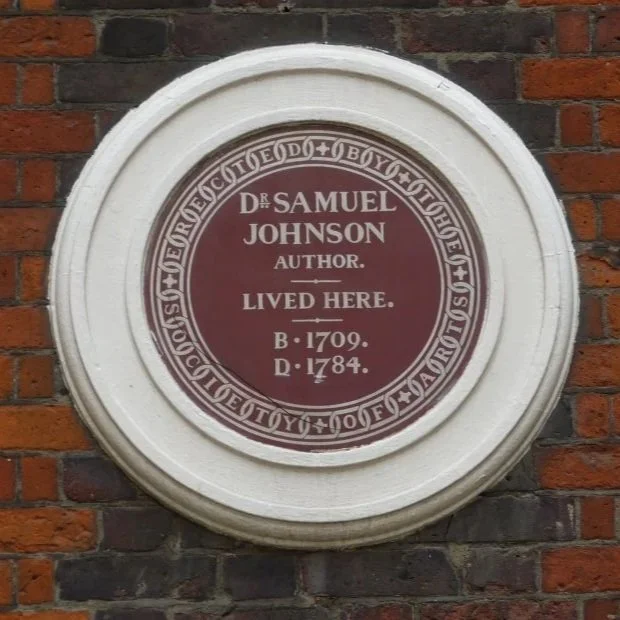 ERECTED BY THE SOCIETY OF ARTS
DR SAMUEL
JOHNSON
AUTHOR.
LIVED HERE.
B·1709.
D·1784.